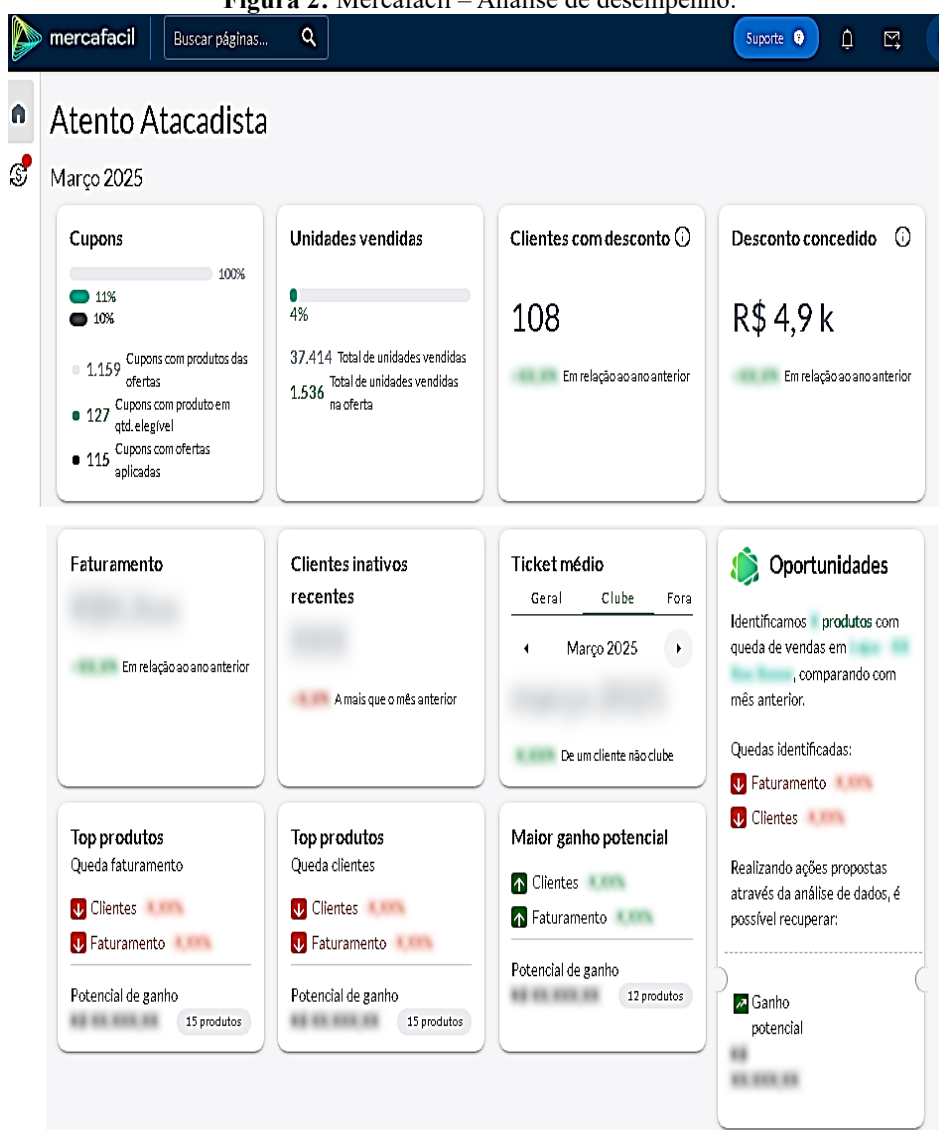 Figura 2: Mercafacil – Análise de desempenho.
mercafacil
Buscar páginas...
Suporte
Atento Atacadista
Março 2025
Cupons
100%
11%
10%
1.159 Cupons com produtos das
ofertas
127 Cupons com produto em
qtd. elegível
115 Cupons com ofertas
aplicadas
Unidades vendidas
4%
37.414 Total de unidades vendidas
1.536 Total de unidades vendidas
na oferta
Clientes com desconto
108
Em relação ao ano anterior
Desconto concedido
R$ 4,9 k
Em relação ao ano anterior
Faturamento
Em relação ao ano anterior
Clientes inativos
recentes
A mais que o mês anterior
Ticket médio
Geral Clube Fora
Março 2025
De um cliente não clube
Oportunidades
Identificamos produtos com
queda de vendas em
, comparando com
mês anterior.
Quedas identificadas:
Faturamento
Clientes
Realizando ações propostas
através da análise de dados, é
possível recuperar:
Ganho
potencial
Top produtos
Queda faturamento
Clientes
Faturamento
Potencial de ganho
15 produtos
Top produtos
Queda clientes
Clientes
Faturamento
Potencial de ganho
15 produtos
Maior ganho potencial
Clientes
Faturamento
Potencial de ganho
12 produtos